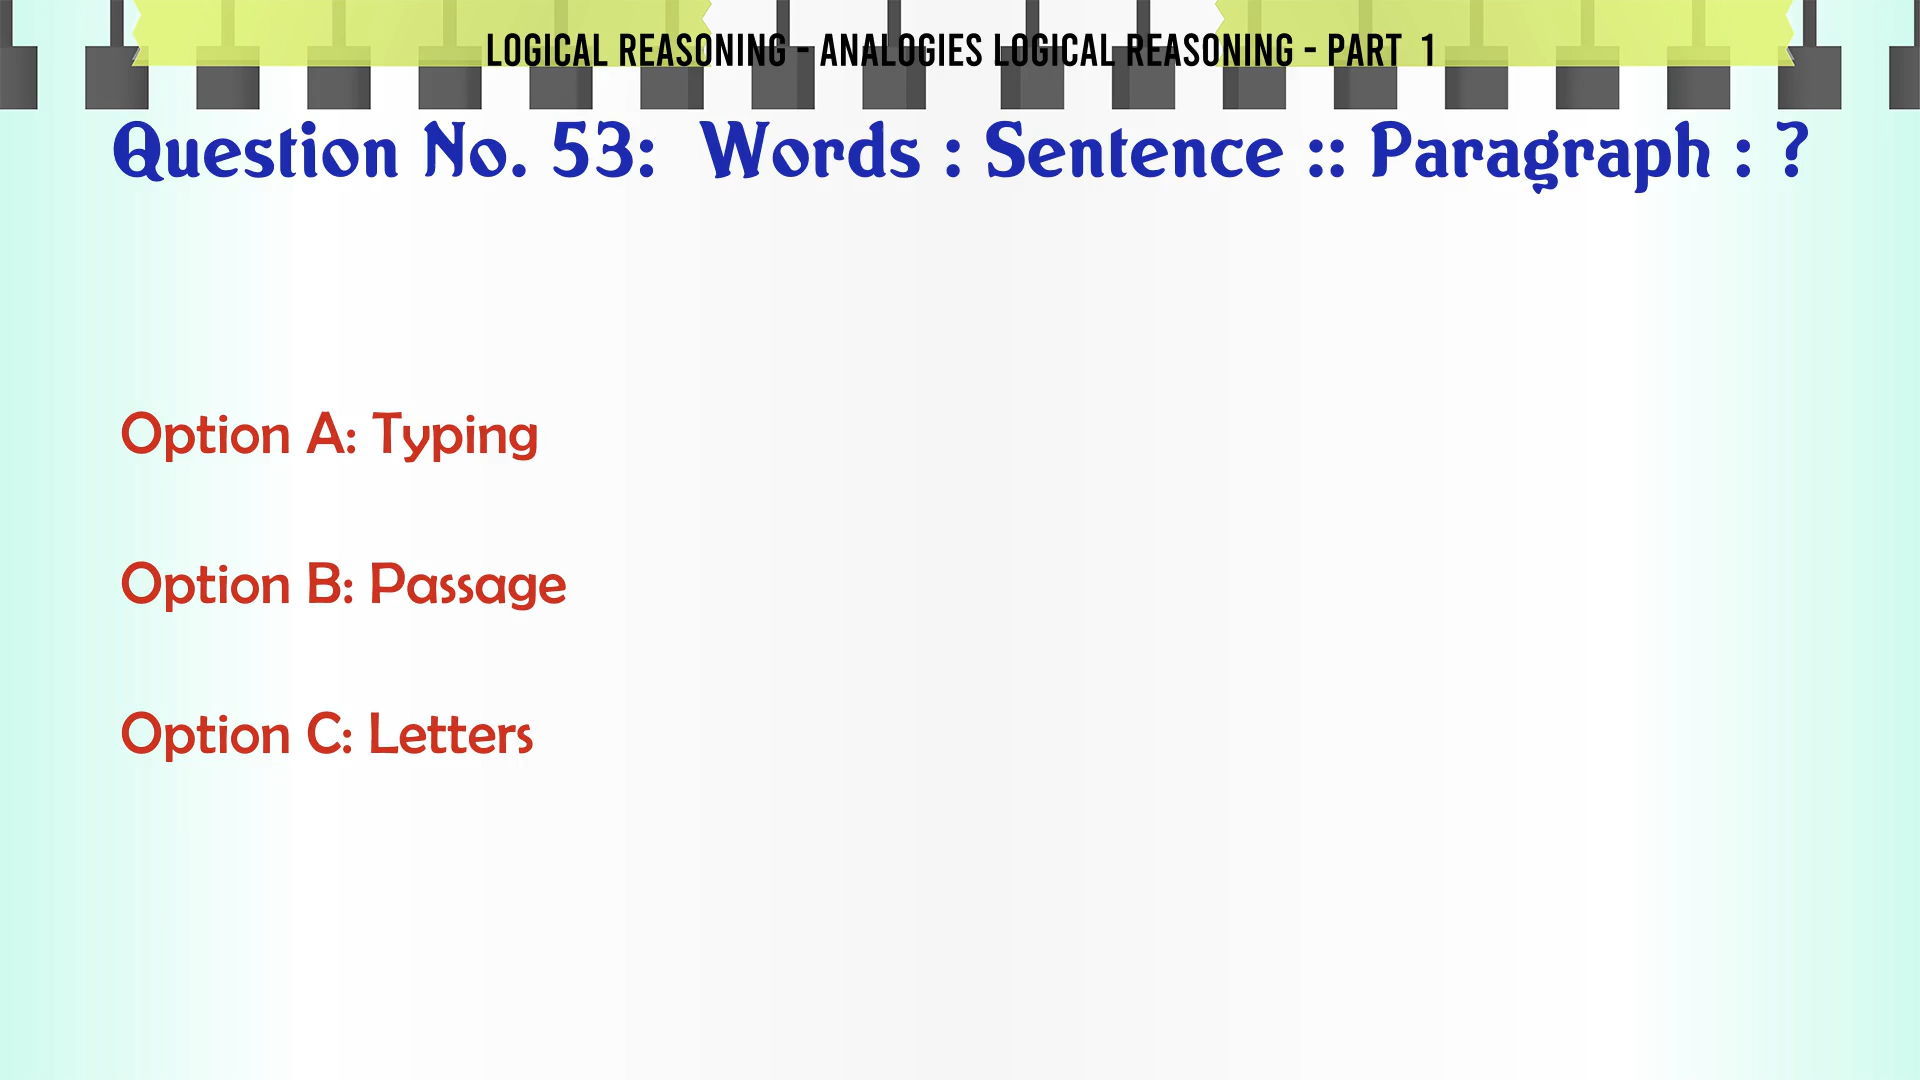 LOGICAL REASONING - ANALOGIES LOGICAL REASONING - PART 1
Question No. 53: Words : Sentence :: Paragraph : ?
Option A: Typing
Option B: Passage
Option C: Letters